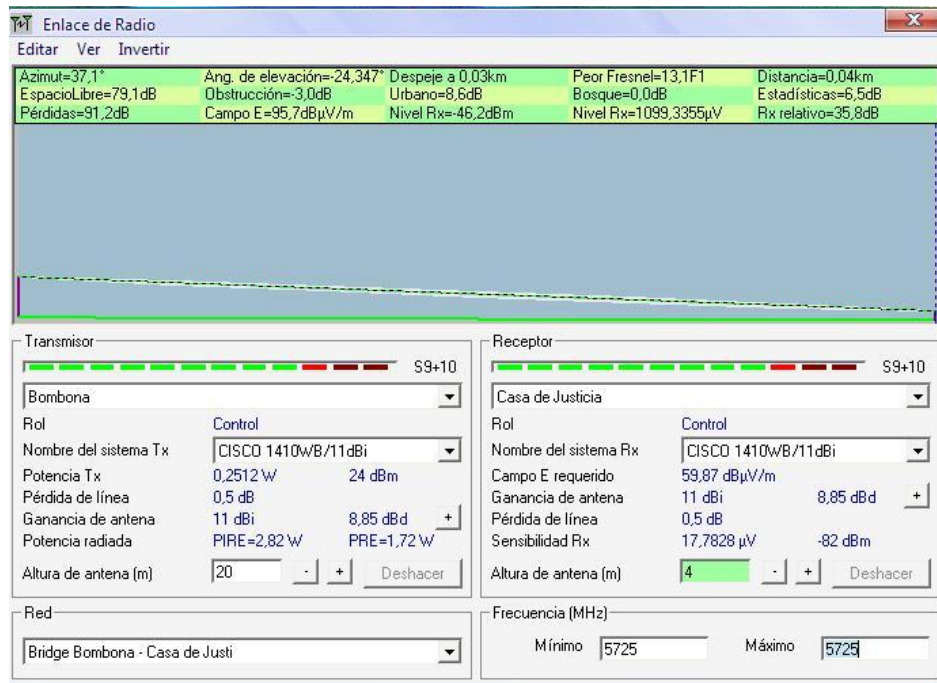 Enlace de Radio
Editar Ver Invertir
Azimut=37,1° Ang. de elevación=-24,347° Despeje a 0,03km Peor Fresnel=13,1F1 Distancia=0,04km
EspacioLibre=79,1dB Obstrucción=-3,0dB Urbano=8,6dB Bosque=0,0dB Estadísticas=6,5dB
Pérdidas=91,2dB Campo E=95,7dBµV/m Nivel Rx=-46,2dBm Nivel Rx=1099,3355µV Rx relativo=35,8dB
Transmisor
S9+10
Bombona
Rol Control
Nombre del sistema Tx CISCO 1410WB/11dBi
Potencia Tx 0,2512 W 24 dBm
Pérdida de línea 0,5 dB
Ganancia de antena 11 dBi 8,85 dBd +
Potencia radiada PIRE=2,82 W PRE=1,72 W
Altura de antena (m) 20 - + Deshacer
Receptor
S9+10
Casa de Justicia
Rol Control
Nombre del sistema Rx CISCO 1410WB/11dBi
Campo E requerido 59,87 dBµV/m
Ganancia de antena 11 dBi 8,85 dBd +
Pérdida de línea 0,5 dB
Sensibilidad Rx 17,7828 µV -82 dBm
Altura de antena (m) 4 - + Deshacer
Red
Bridge Bombona - Casa de Justi
Frecuencia (MHz)
Mínimo 5725 Máximo 5725